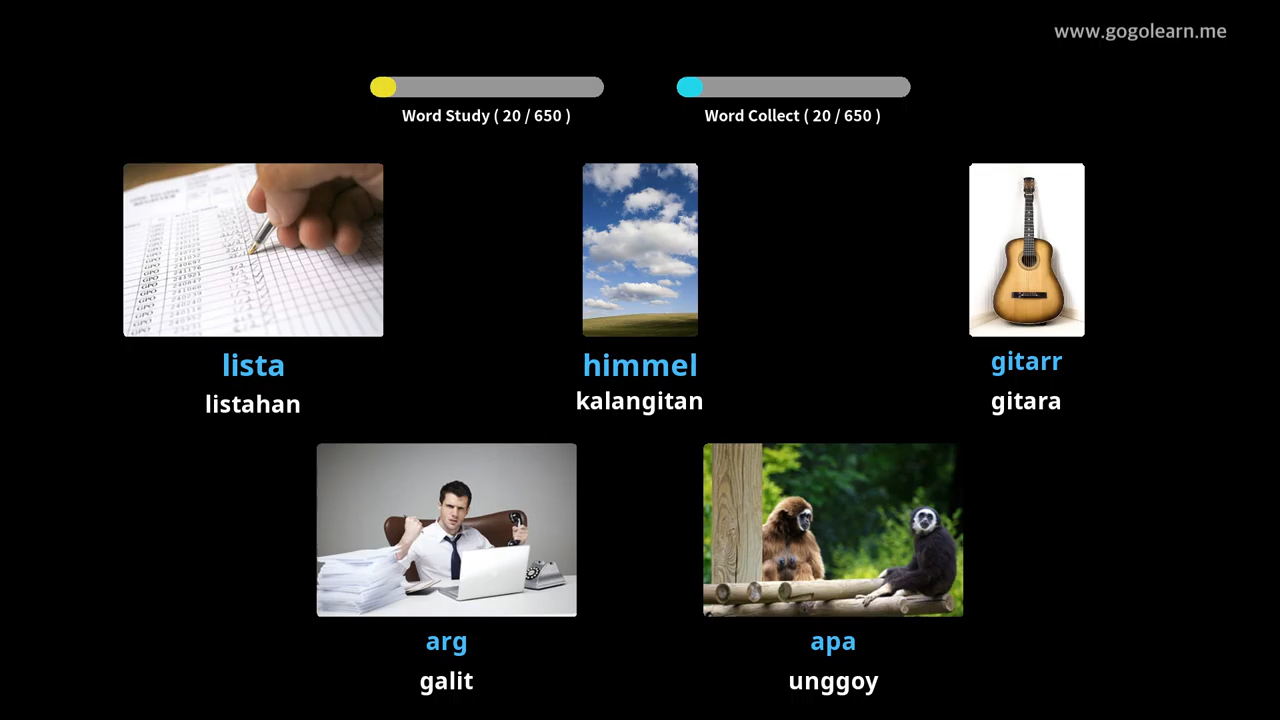 www.gogolearn.me
Word Study ( 20 / 650 )
Word Collect ( 20 / 650 )
lista
listahan
himmel
kalangitan
gitarr
gitara
arg
galit
apa
unggoy